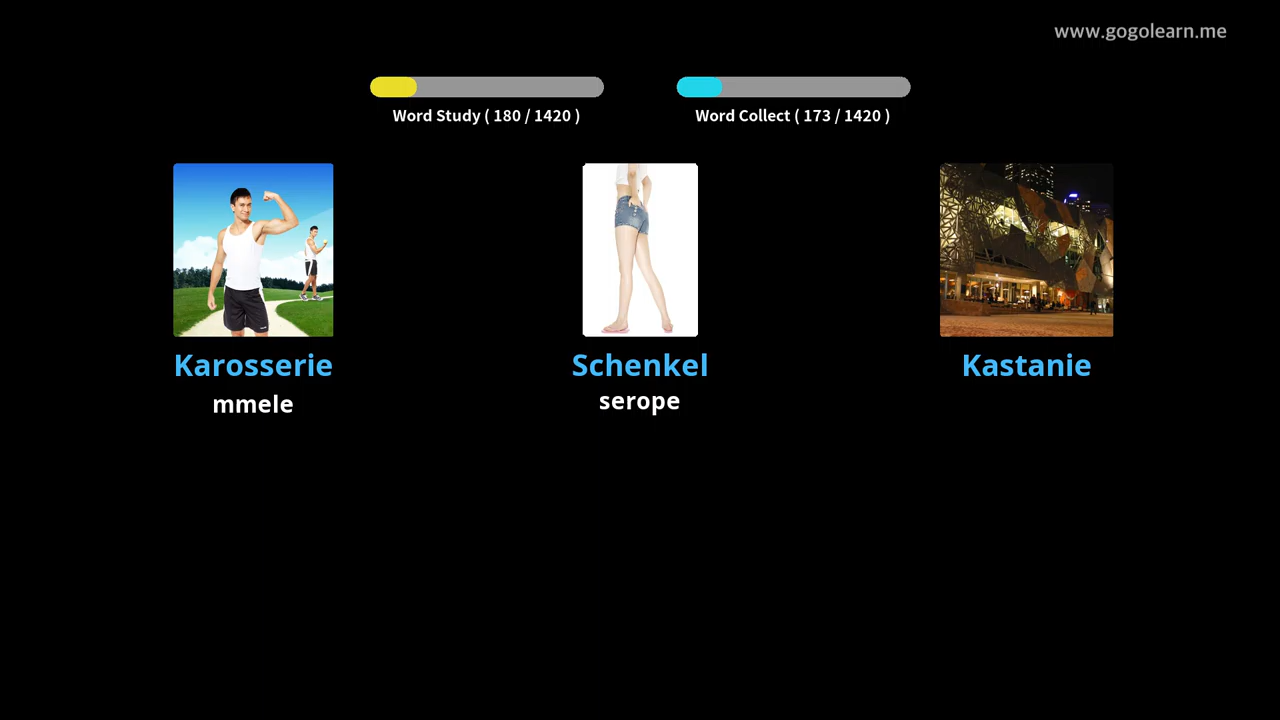 www.gogolearn.me
Word Study ( 180 / 1420 )
Word Collect ( 173 / 1420 )
Karosserie
Schenkel
Kastanie
mmele
serope